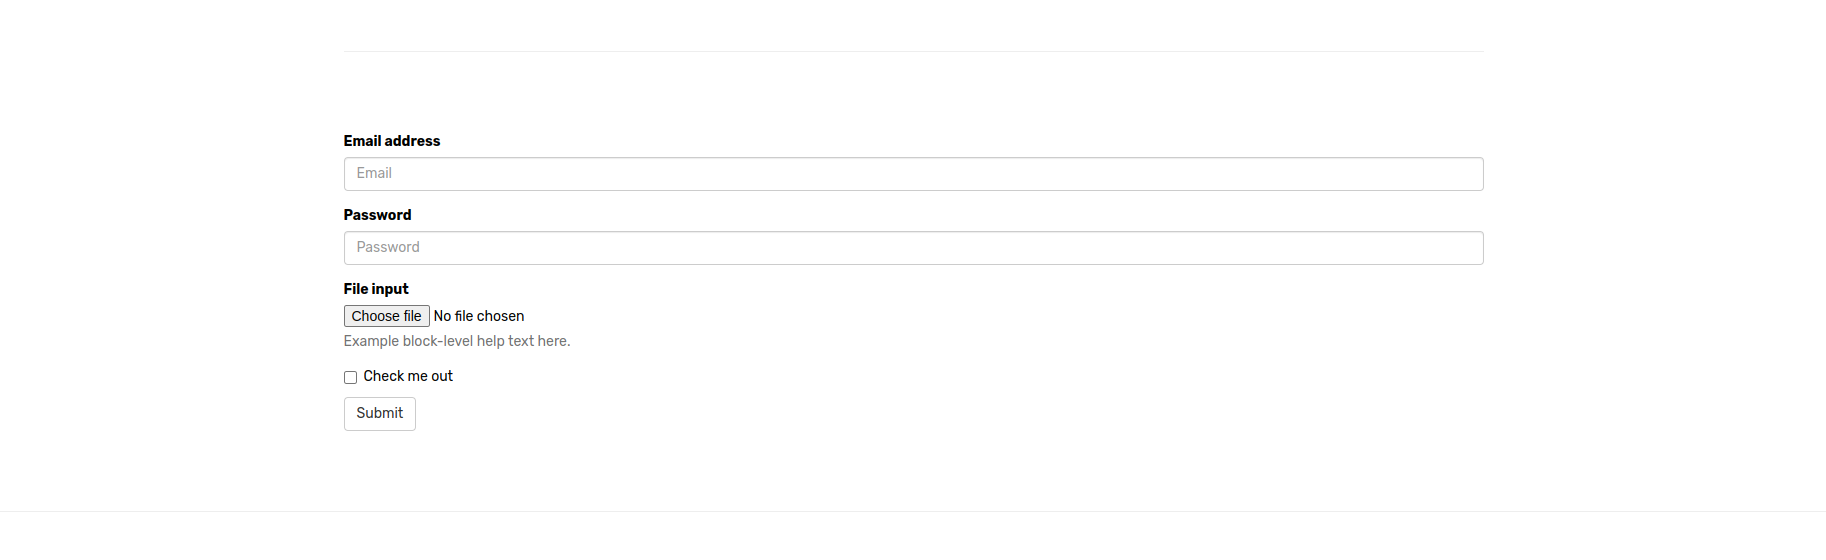 Email address
Email
Password
Password
File input
Choose file No file chosen
Example block-level help text here.
Check me out
Submit